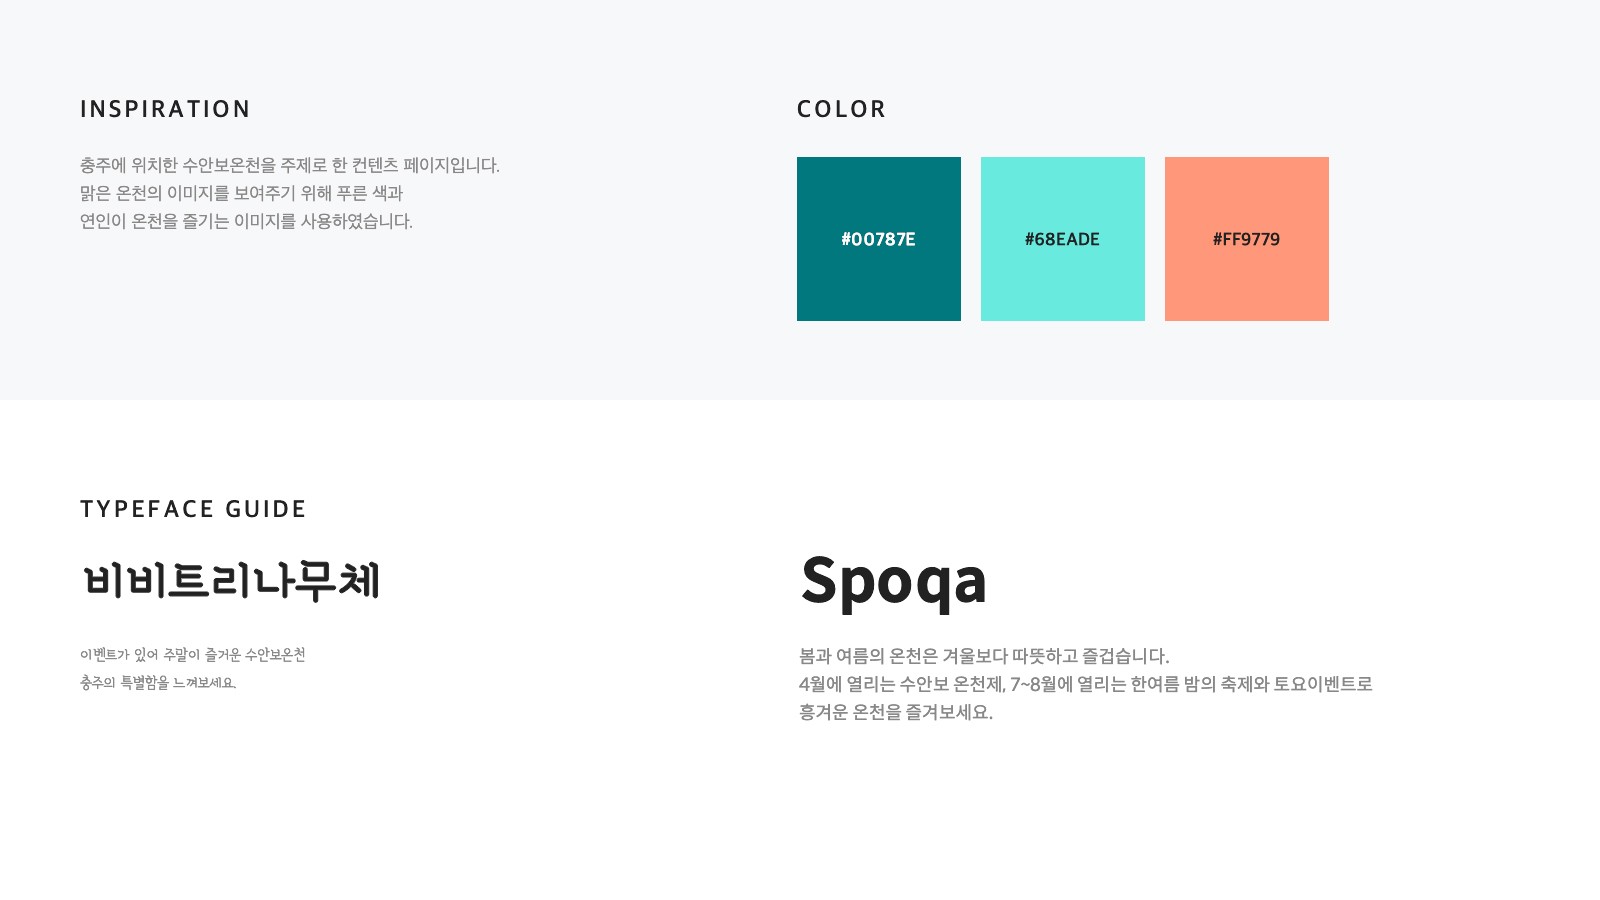 INSPIRATION
충주에 위치한 수안보온천을 주제로 한 컨텐츠 페이지입니다.
맑은 온천의 이미지를 보여주기 위해 푸른 색과
연인이 온천을 즐기는 이미지를 사용하였습니다.
COLOR
#00787E
#68EADE
#FF9779
TYPEFACE GUIDE
비비트리나무체
이벤트가 있어 주말이 즐거운 수안보온천
충주의 특별함을 느껴보세요.
Spoqa
봄과 여름의 온천은 겨울보다 따뜻하고 즐겁습니다.
4월에 열리는 수안보 온천제, 7~8월에 열리는 한여름 밤의 축제와 토요이벤트로
흥겨운 온천을 즐겨보세요.